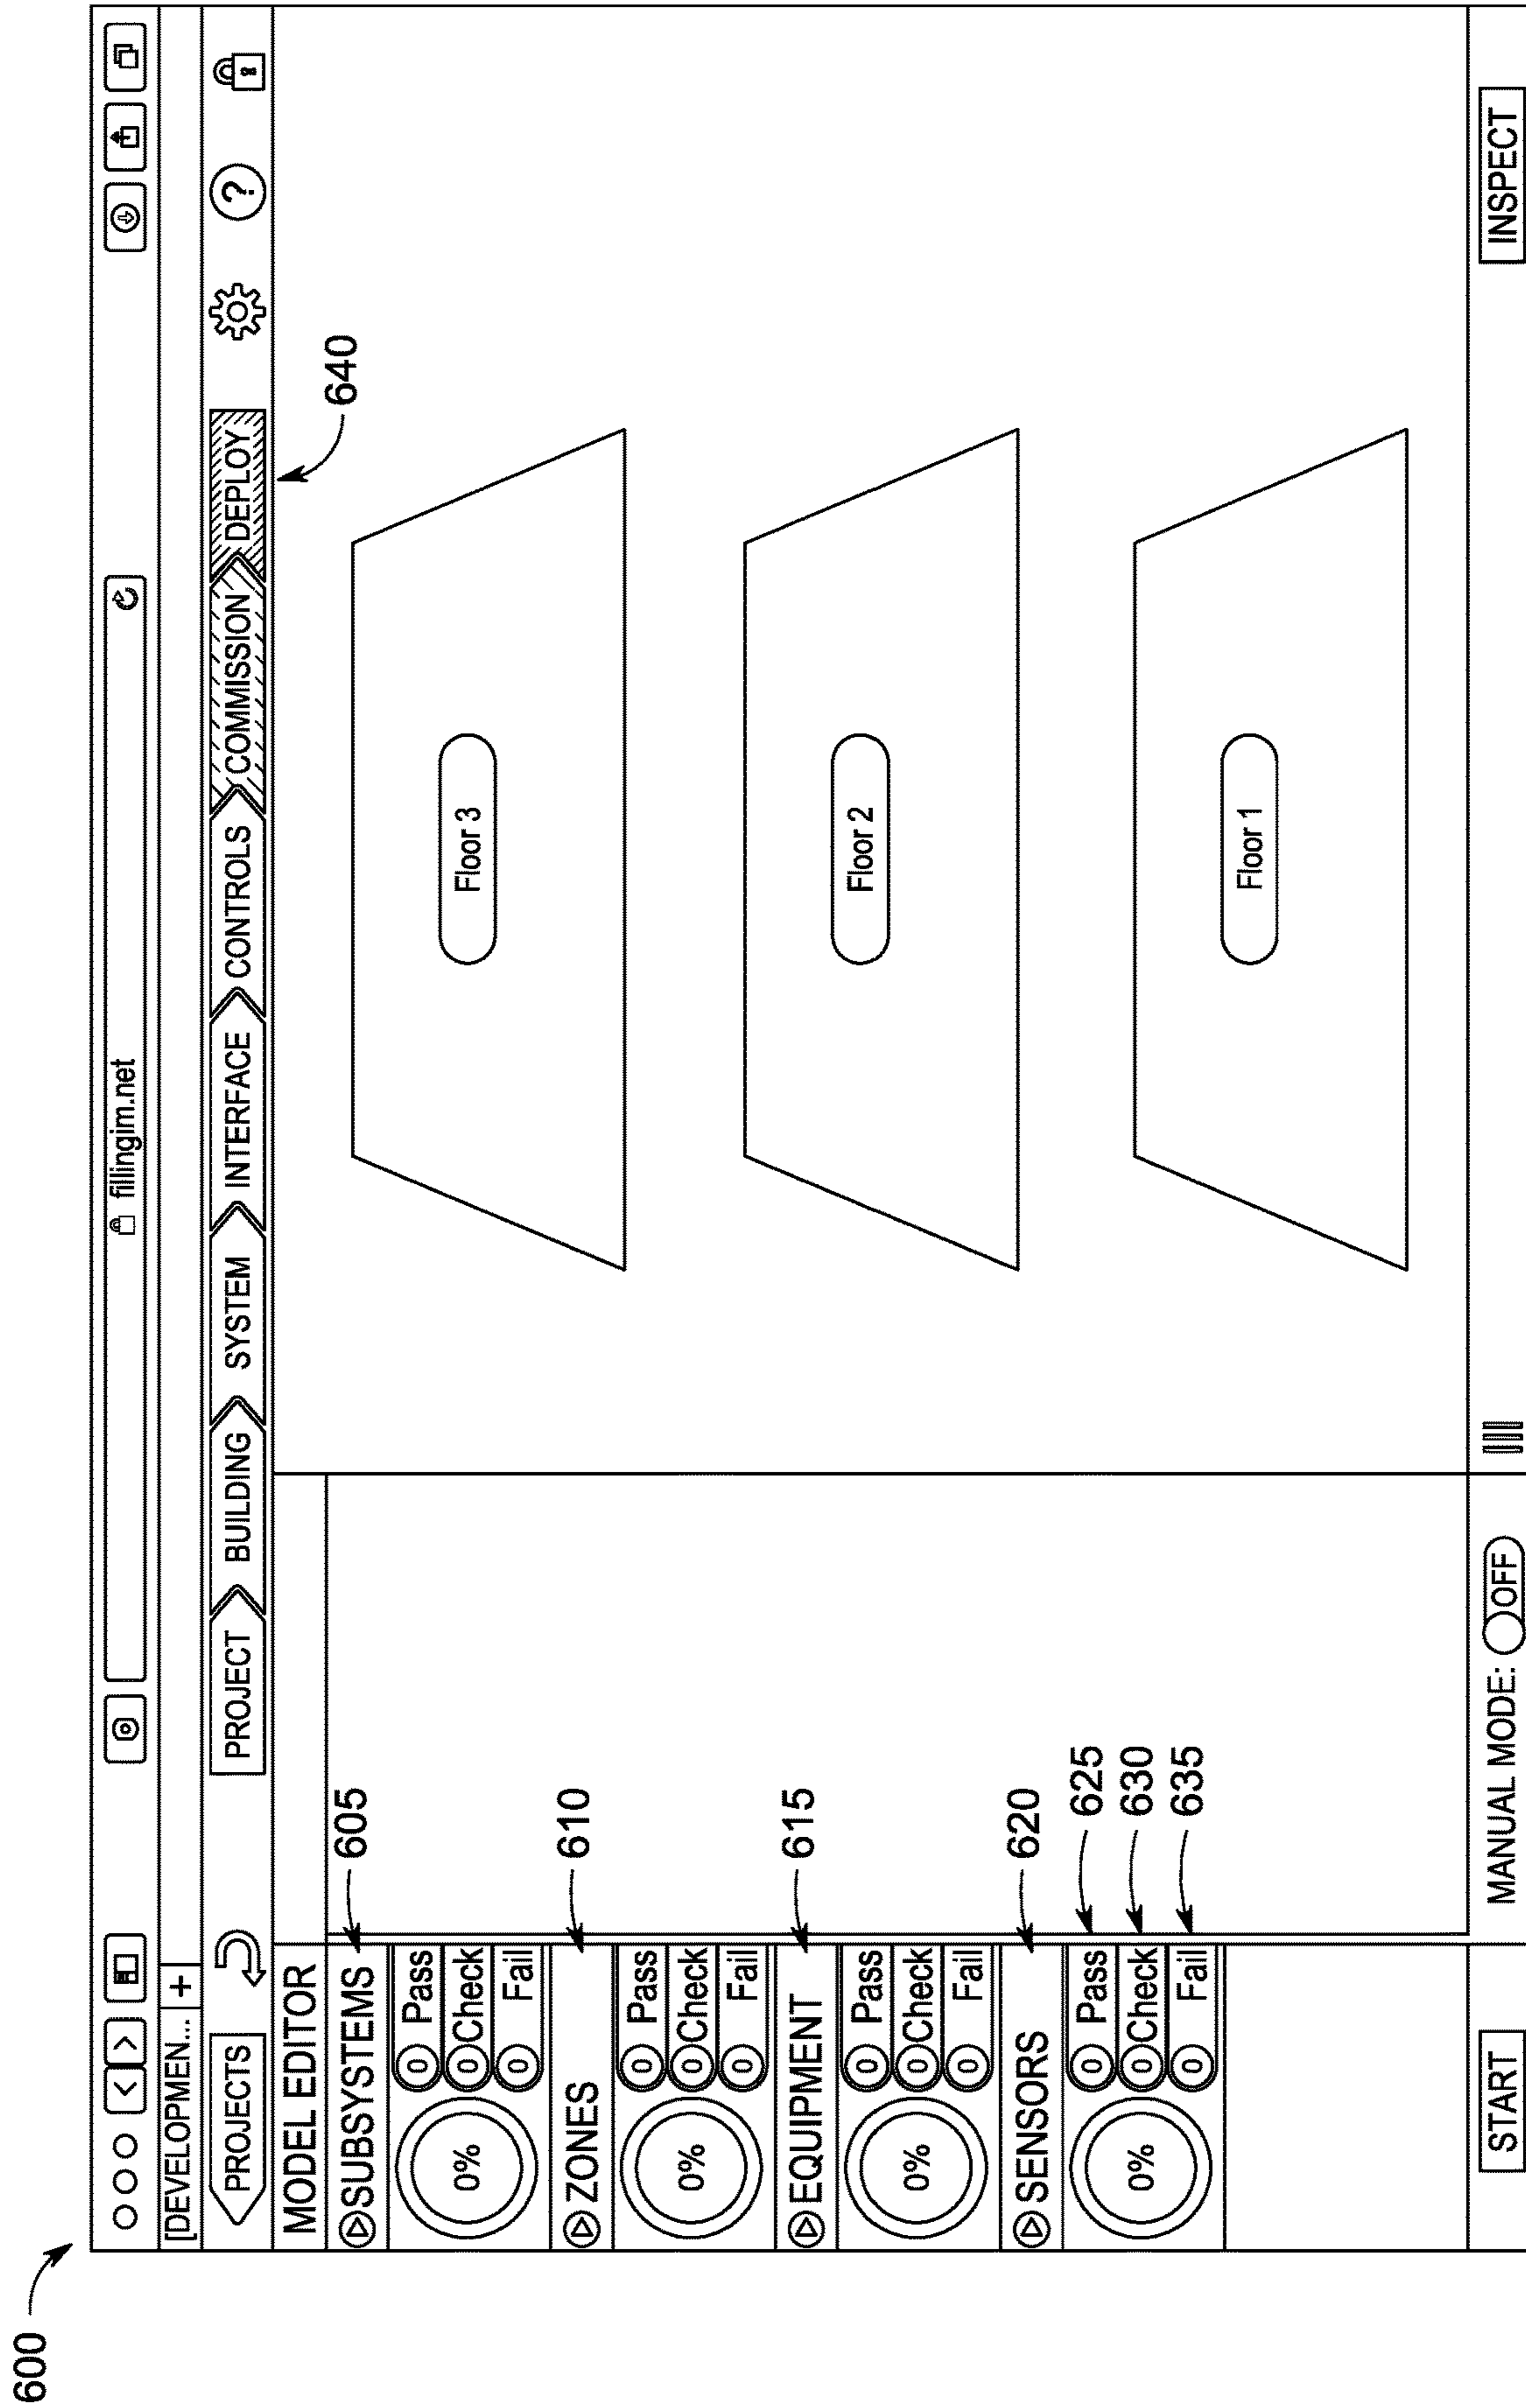 600
fillingim.net
[DEVELOPMEN... +
PROJECTS PROJECT BUILDING SYSTEM INTERFACE CONTROLS COMMISSION DEPLOY ?
640
MODEL EDITOR
SUBSYSTEMS
605
0%
0 Pass
0 Check
0 Fail
ZONES
610
0%
0 Pass
0 Check
0 Fail
EQUIPMENT
615
0%
0 Pass
0 Check
0 Fail
SENSORS
620
0%
0 Pass
625
0 Check
630
0 Fail
635
Floor 3
Floor 2
Floor 1
START MANUAL MODE: OFF INSPECT